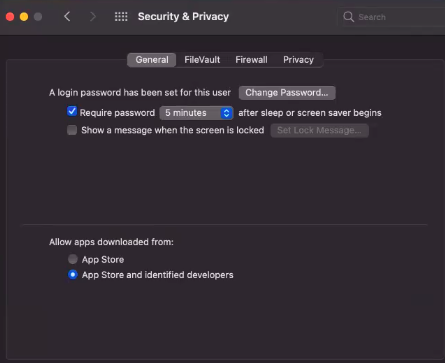 Security & Privacy
Search
General FileVault Firewall Privacy
A login password has been set for this user Change Password...
Require password 5 minutes after sleep or screen saver begins
Show a message when the screen is locked Set Lock Message...
Allow apps downloaded from:
App Store
App Store and identified developers